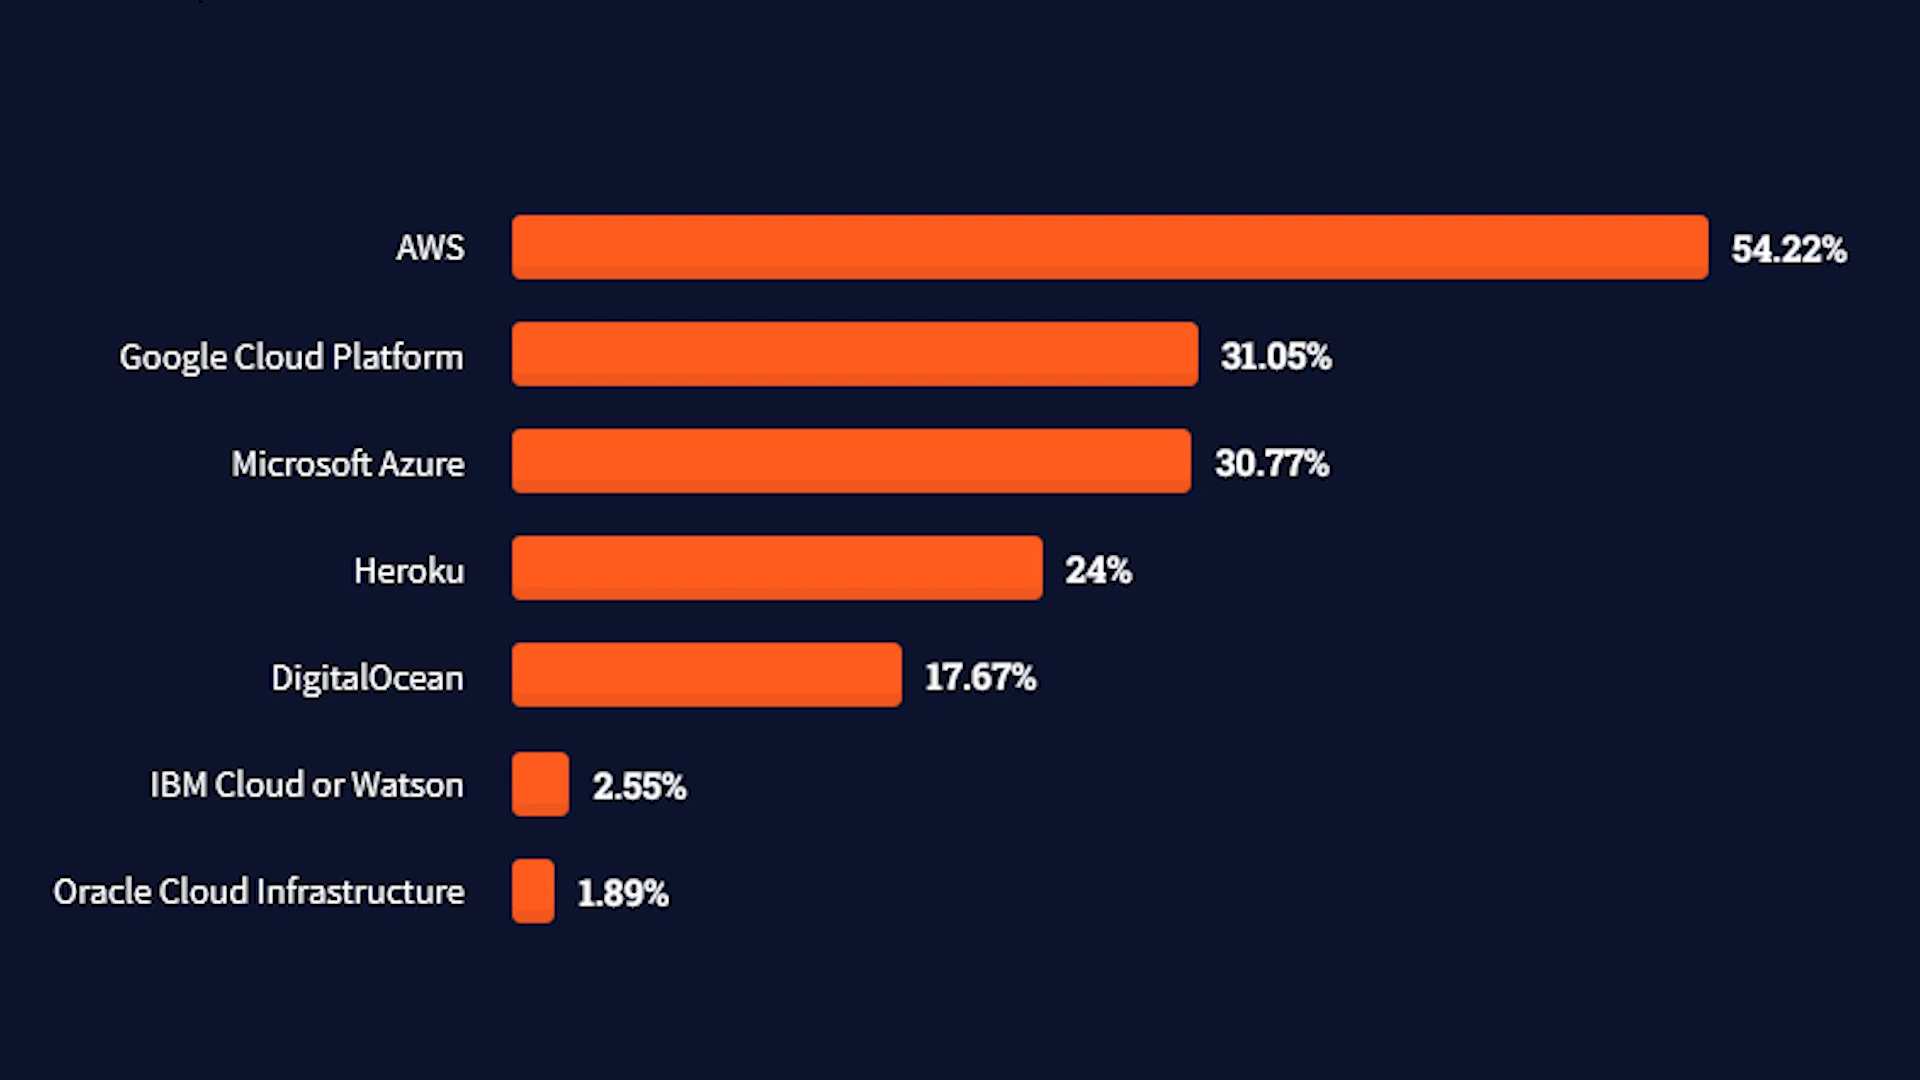 AWS 54.22%
Google Cloud Platform 31.05%
Microsoft Azure 30.77%
Heroku 24%
DigitalOcean 17.67%
IBM Cloud or Watson 2.55%
Oracle Cloud Infrastructure 1.89%